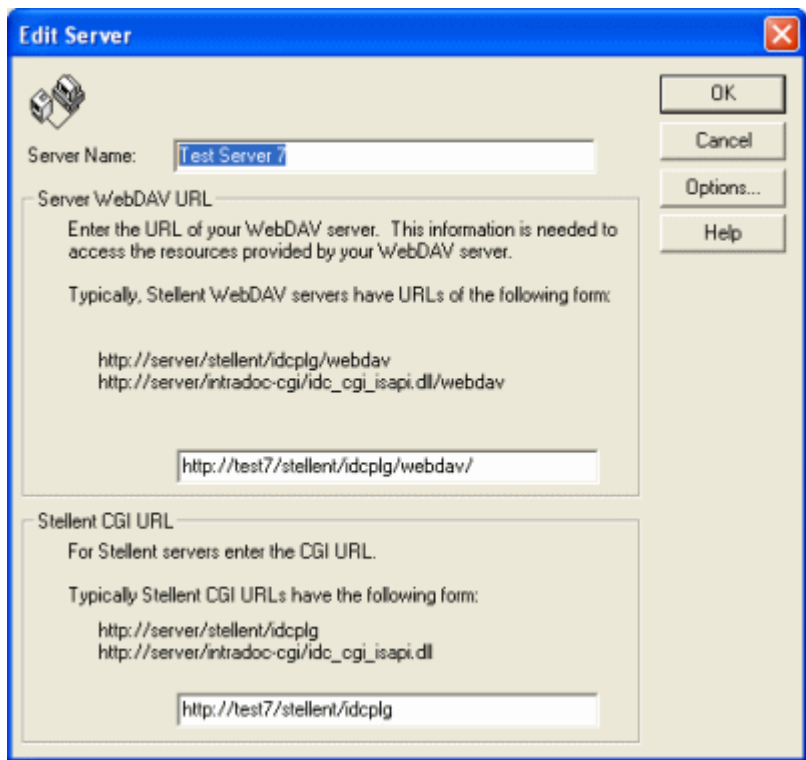 Edit Server
OK
Server Name: Test Server 7
Cancel
Server WebDAV URL
Options...
Enter the URL of your WebDAV server. This information is needed to
Help
access the resources provided by your WebDAV server.
Typically, Stellent WebDAV servers have URLs of the following form:
http://server/stellent/idcplg/webdav
http://server/intradoc-cgi/idc_cgi_isapi.dll/webdav
http://test7/stellent/idcplg/webdav/
Stellent CGI URL
For Stellent servers enter the CGI URL.
Typically Stellent CGI URLs have the following form:
http://server/stellent/idcplg
http://server/intradoc-cgi/idc_cgi_isapi.dll
http://test7/stellent/idcplg